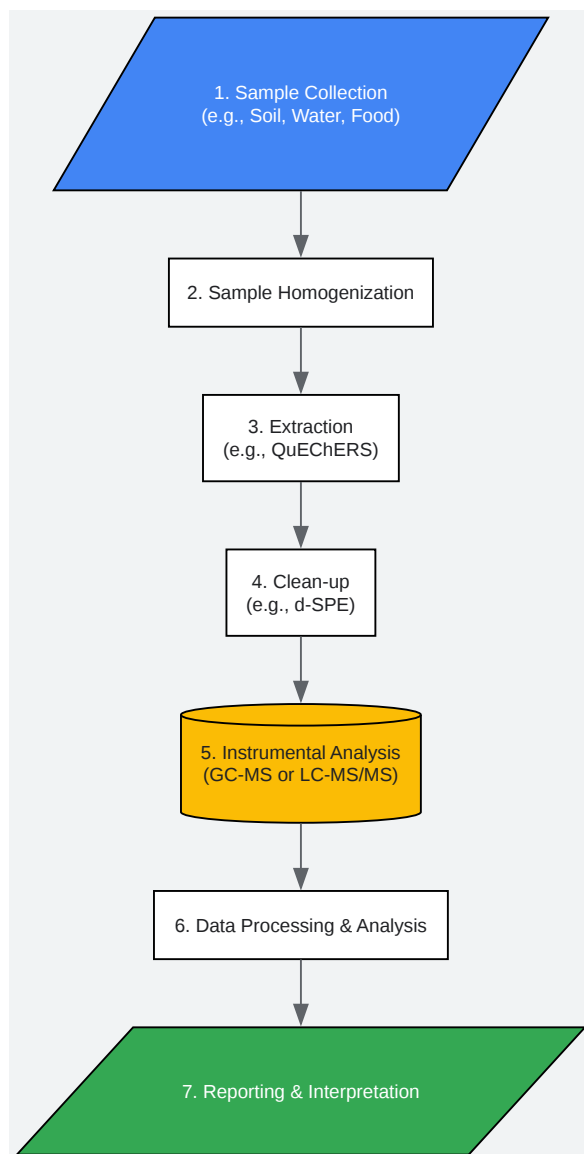 1. Sample Collection
(e.g., Soil, Water, Food)
2. Sample Homogenization
3. Extraction
(e.g., QuEChERS)
4. Clean-up
(e.g., d-SPE)
5. Instrumental Analysis
(GC-MS or LC-MS/MS)
6. Data Processing & Analysis
7. Reporting & Interpretation